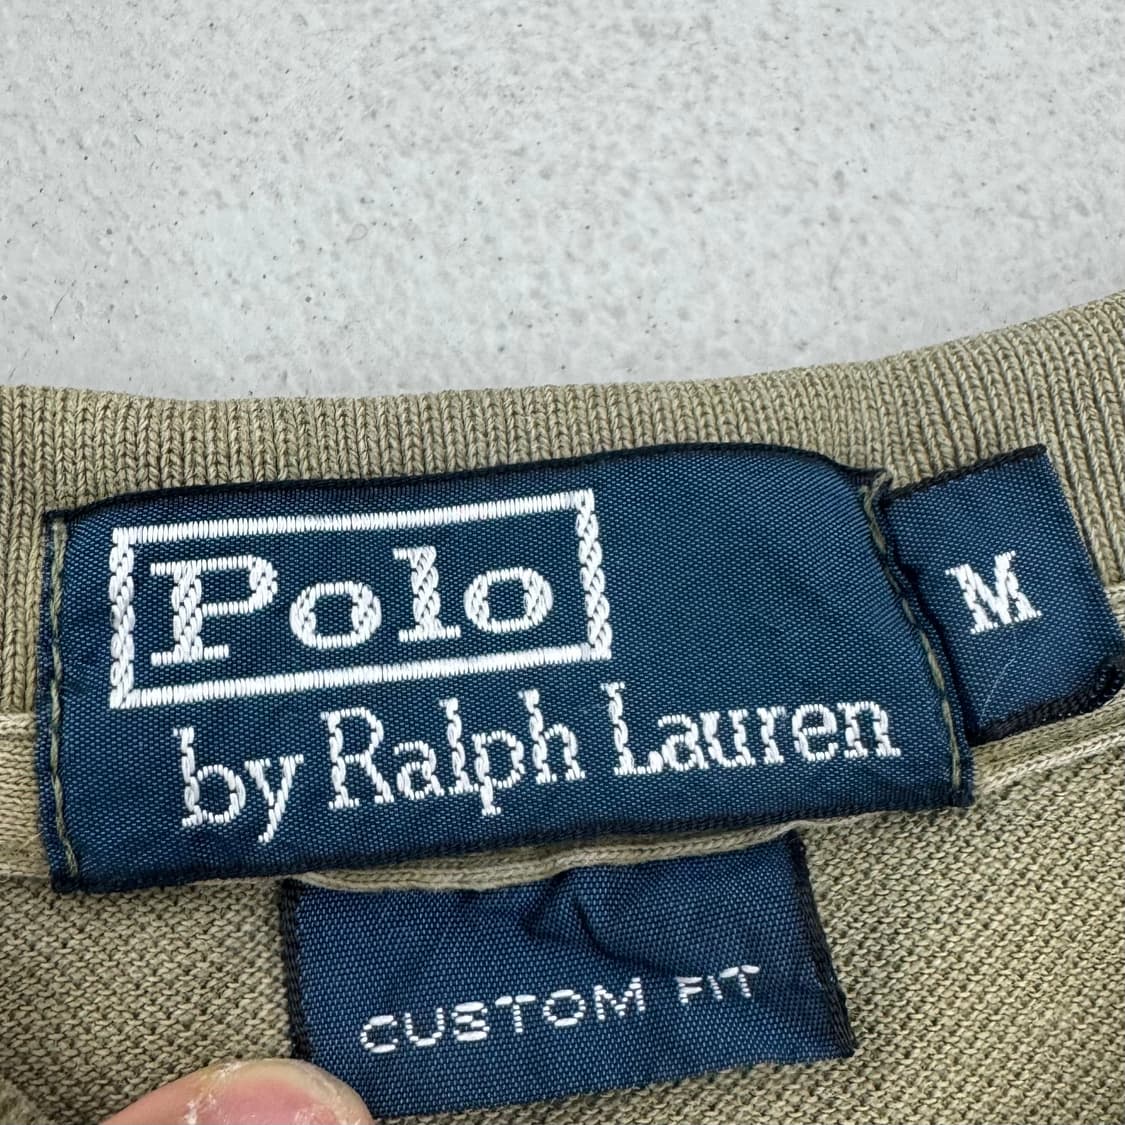 Polo
by Ralph Lauren
M
CUSTOM FIT